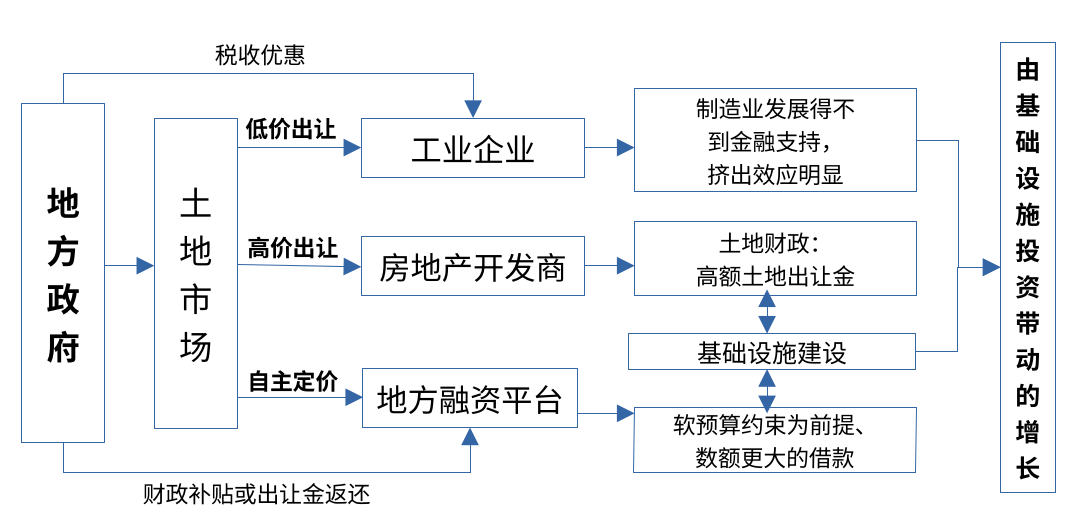 税收优惠
地方政府
土地市场
低价出让
高价出让
自主定价
工业企业
房地产开发商
地方融资平台
制造业发展得不
到金融支持，
挤出效应明显
土地财政：
高额土地出让金
基础设施建设
软预算约束为前提、
数额更大的借款
财政补贴或出让金返还
由基础设施投资带动的增长